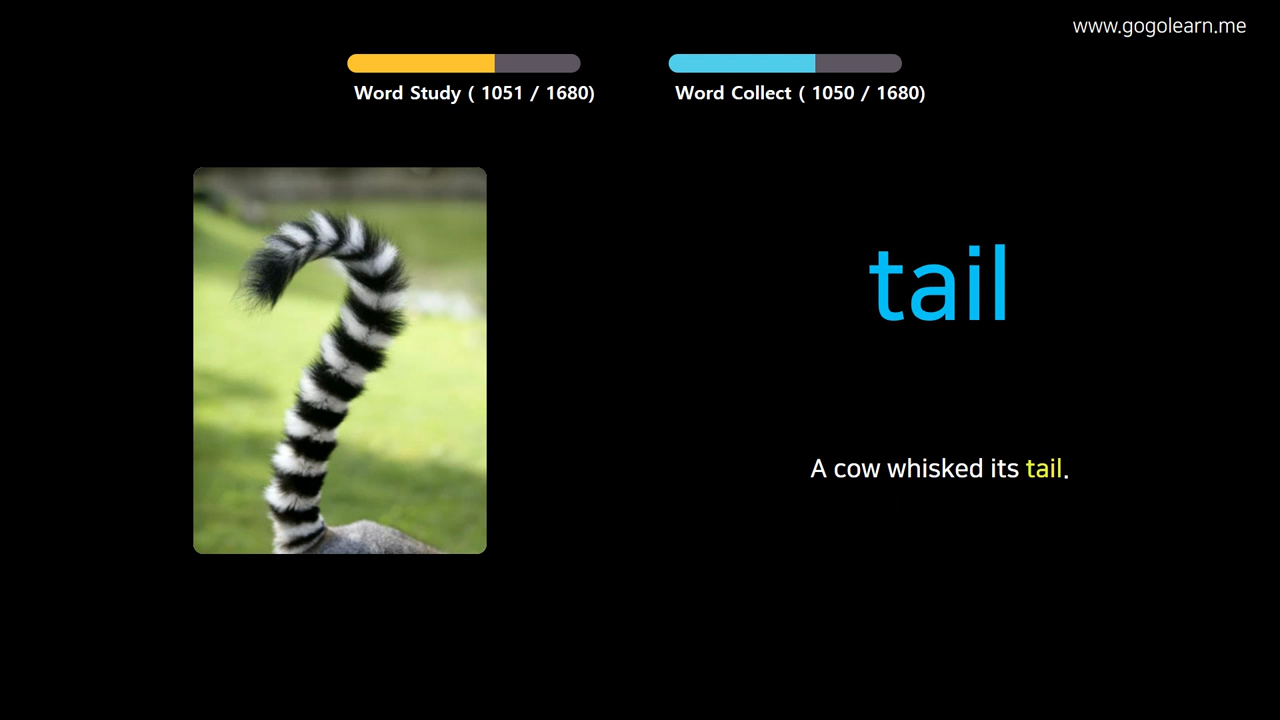 www.gogolearn.me
Word Study ( 1051 / 1680)
Word Collect ( 1050 / 1680)
tail
A cow whisked its tail.